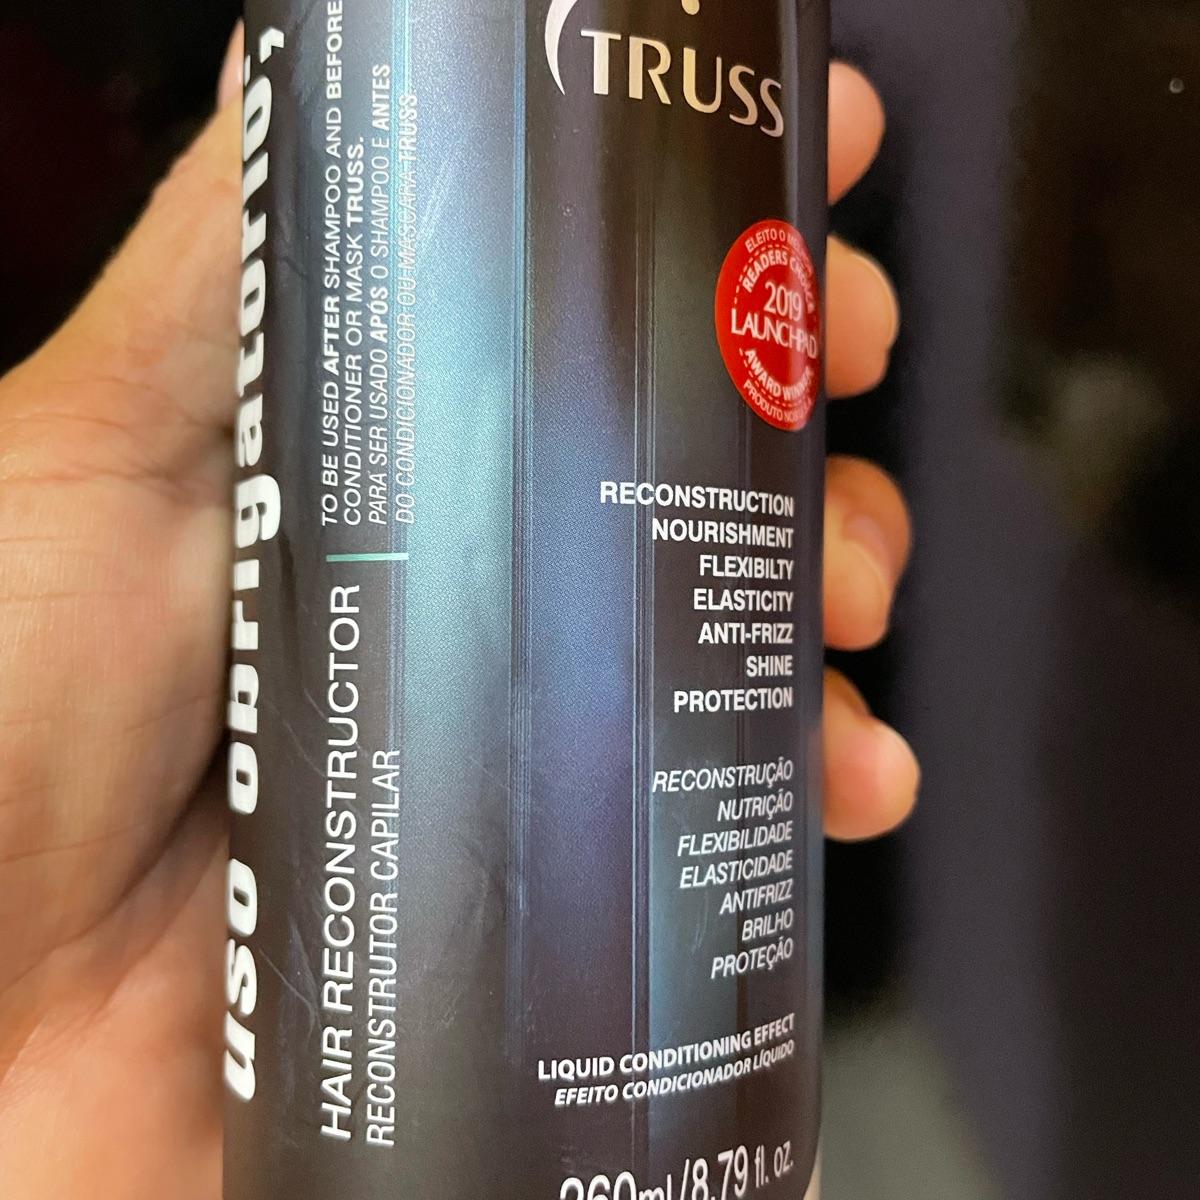 TRUSS
ELEITO O
READERS CHOICE
2019
LAUNCHPAD
AWARD WINNER
PRODUTO
RECONSTRUCTION
NOURISHMENT
FLEXIBILTY
ELASTICITY
ANTI-FRIZZ
SHINE
PROTECTION
RECONSTRUÇÃO
NUTRIÇÃO
FLEXIBILIDADE
ELASTICIDADE
ANTIFRIZZ
BRILHO
PROTEÇÃO
LIQUID CONDITIONING EFFECT
EFEITO CONDICIONADOR LÍQUIDO
260ml/8.79 fl. oz.
uso obrigatório,
HAIR RECONSTRUCTOR
RECONSTRUTOR CAPILAR
TO BE USED AFTER SHAMPOO AND BEFORE
CONDITIONER OR MASK TRUSS.
PARA SER USADO APÓS O SHAMPOO E ANTES
DO CONDICIONADOR OU MÁSCARA TRUSS.